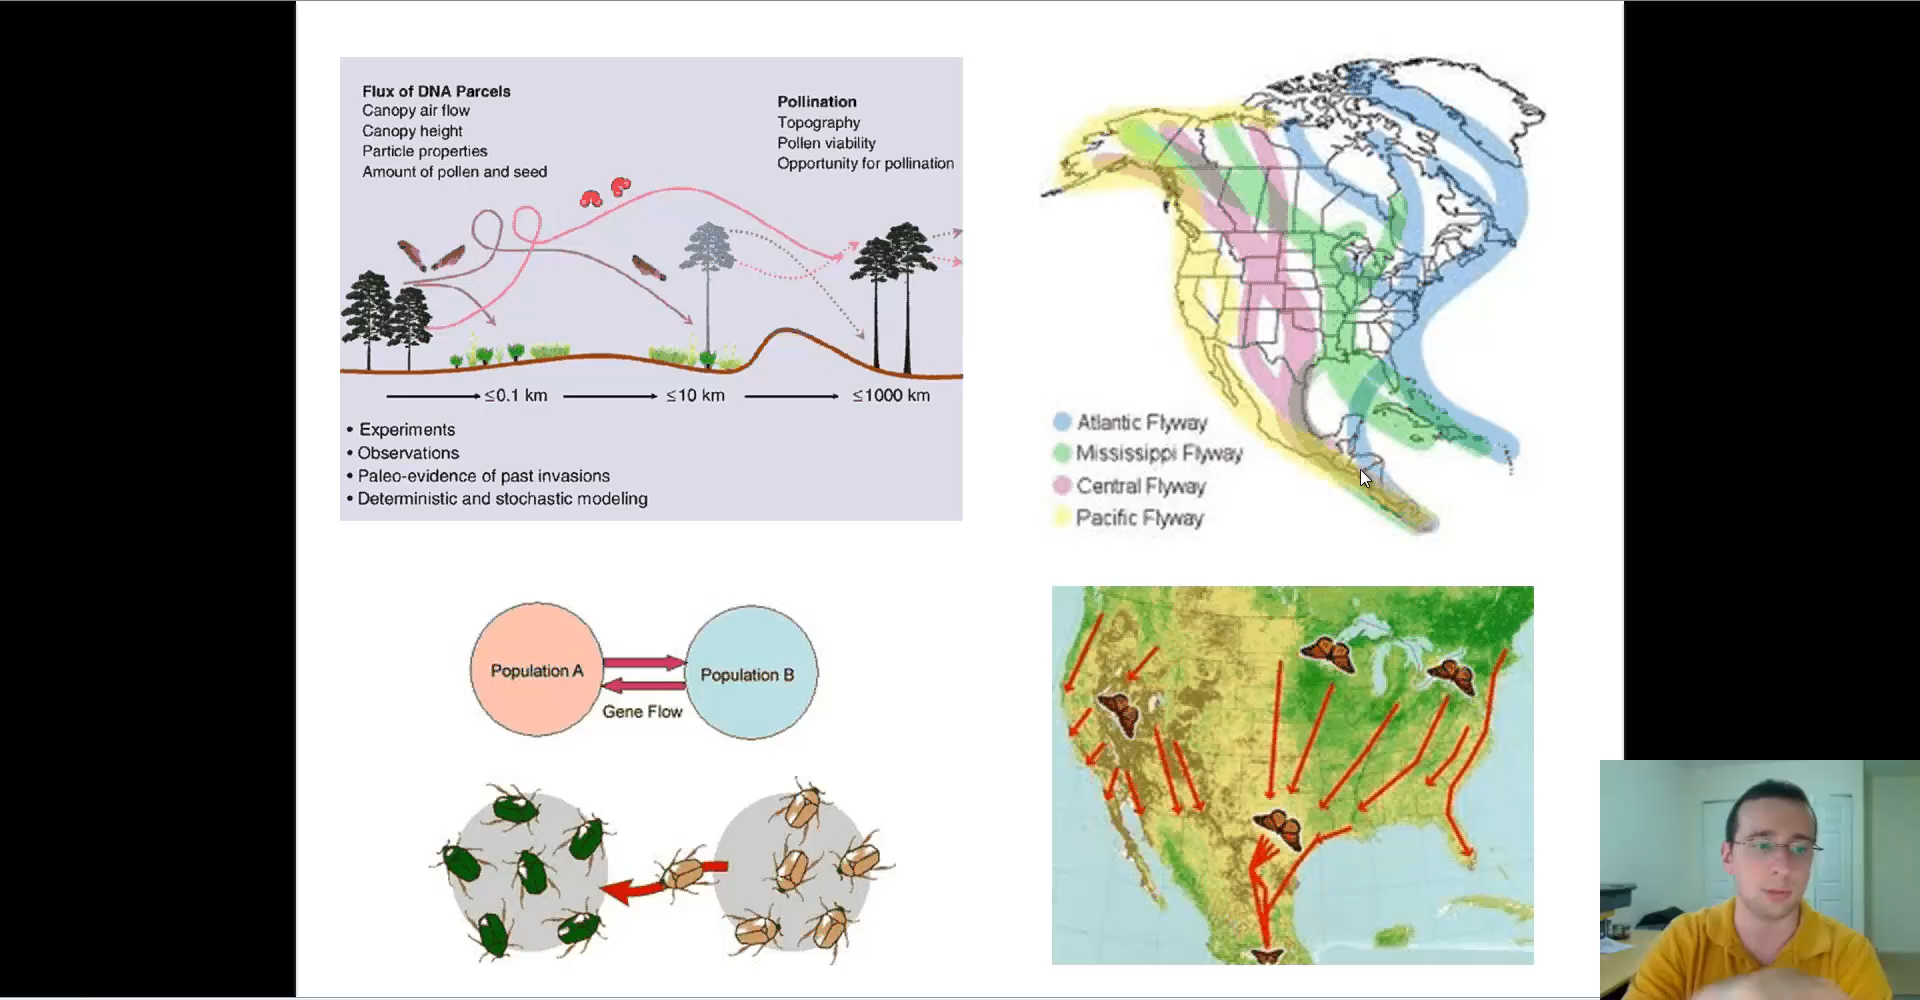 Flux of DNA Parcels
Canopy air flow
Canopy height
Particle properties
Amount of pollen and seed
Pollination
Topography
Pollen viability
Opportunity for pollination
≤0.1 km
≤10 km
≤1000 km
• Experiments
• Observations
• Paleo-evidence of past invasions
• Deterministic and stochastic modeling
Atlantic Flyway
Mississippi Flyway
Central Flyway
Pacific Flyway
Population A
Population B
Gene Flow